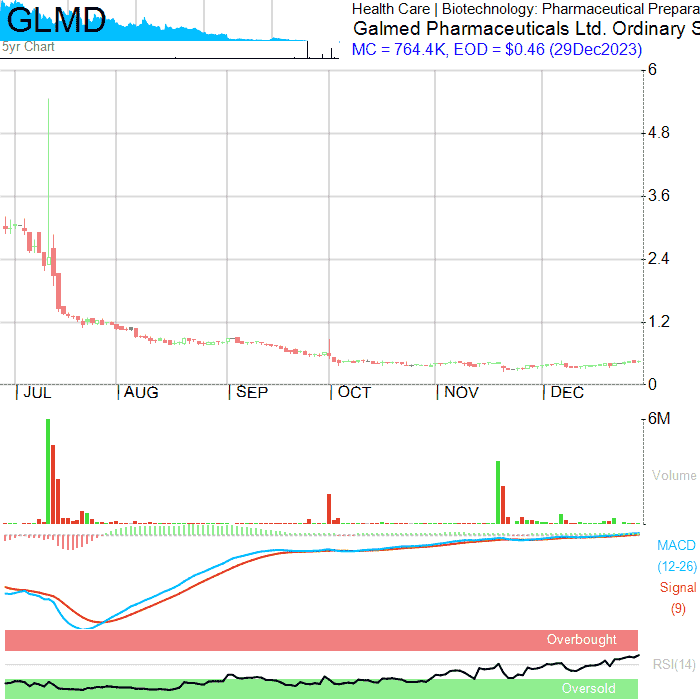 GLMD
5yr Chart
Health Care | Biotechnology: Pharmaceutical Prepara
Galmed Pharmaceuticals Ltd. Ordinary S
MC = 764.4K, EOD = $0.46 (29Dec2023)
6
4.8
3.6
2.4
1.2
0
JUL AUG SEP OCT NOV DEC
6M
Volume
MACD
(12-26)
Signal
(9)
Overbought
RSI(14)
Oversold